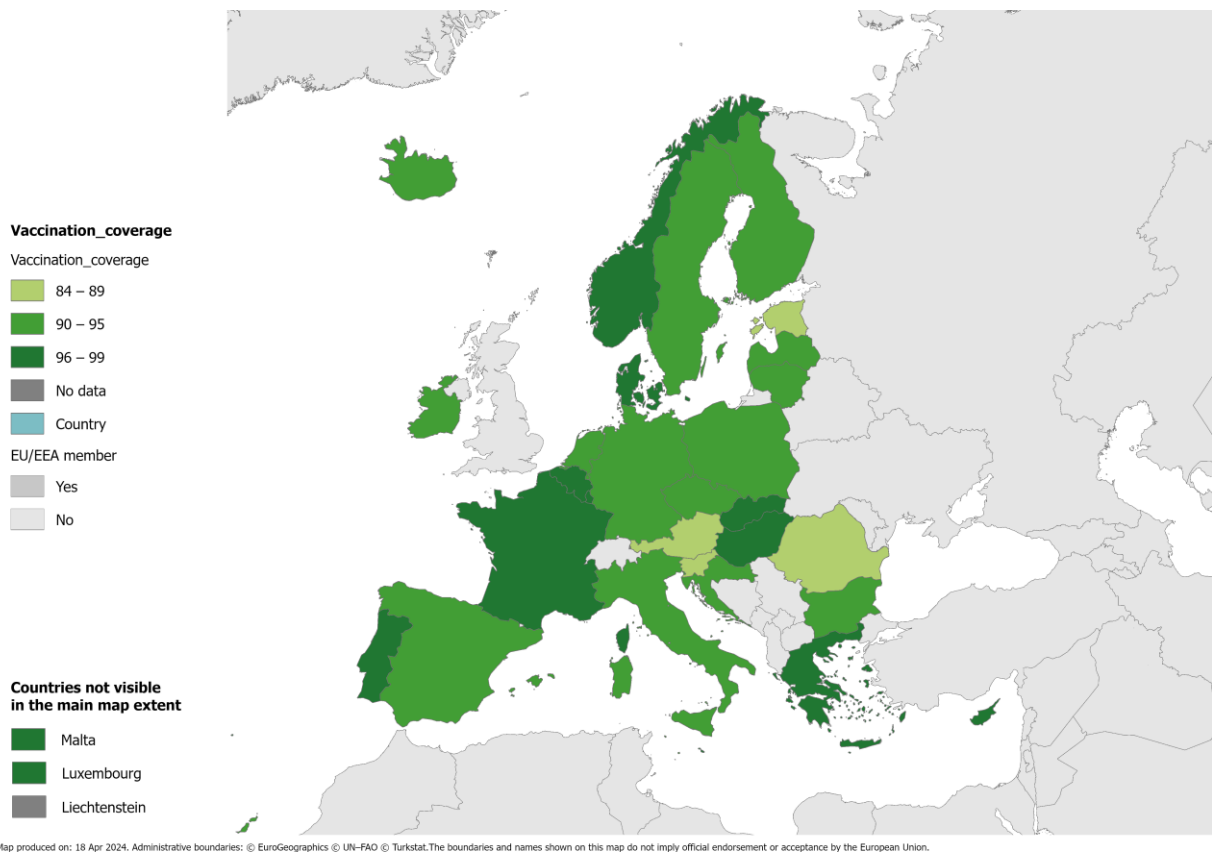 Vaccination_coverage
Vaccination_coverage
84 – 89
90 – 95
96 – 99
No data
Country
EU/EEA member
Yes
No
Countries not visible
in the main map extent
Malta
Luxembourg
Liechtenstein
Map produced on: 18 Apr 2024. Administrative boundaries: © EuroGeographics © UN–FAO © Turkstat.The boundaries and names shown on this map do not imply official endorsement or acceptance by the European Union.